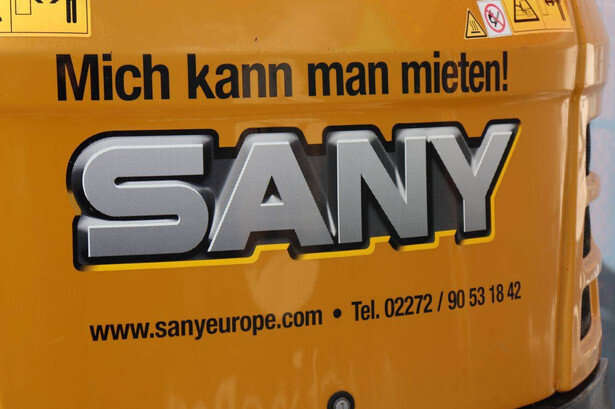 Mich kann man mieten!
SANY
www.sanyeurope.com • Tel. 02272 / 90 53 18 42